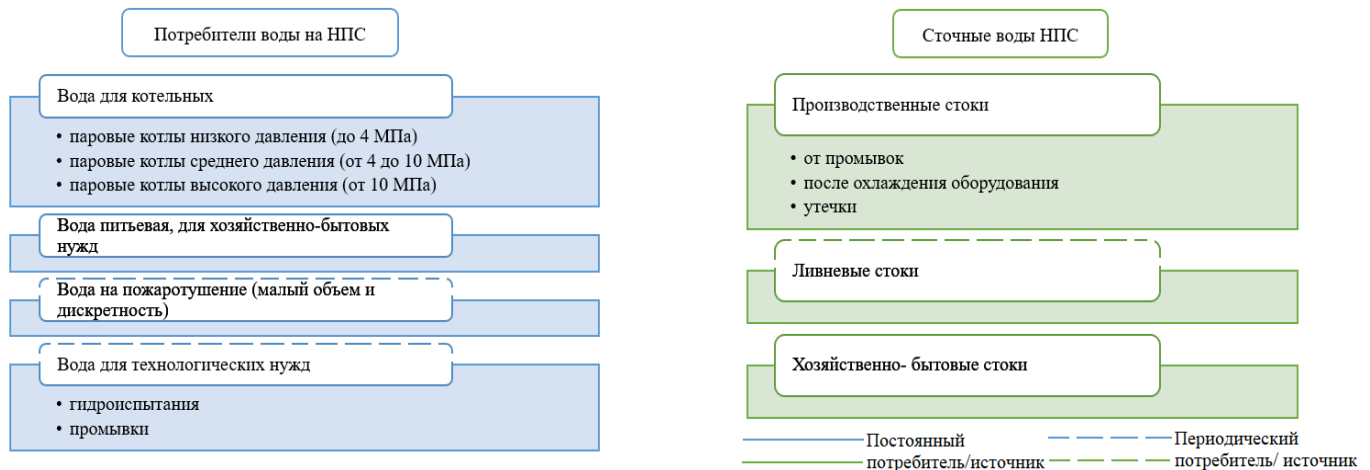 Потребители воды на НПС
Вода для котельных
• паровые котлы низкого давления (до 4 МПа)
• паровые котлы среднего давления (от 4 до 10 МПа)
• паровые котлы высокого давления (от 10 МПа)
Вода питьевая, для хозяйственно-бытовых
нужд
Вода на пожаротушение (малый объем и
дискретность)
Вода для технологических нужд
• гидроиспытания
• промывки
Сточные воды НПС
Производственные стоки
• от промывок
• после охлаждения оборудования
• утечки
Ливневые стоки
Хозяйственно- бытовые стоки
Постоянный
потребитель/источник
Периодический
потребитель/ источник